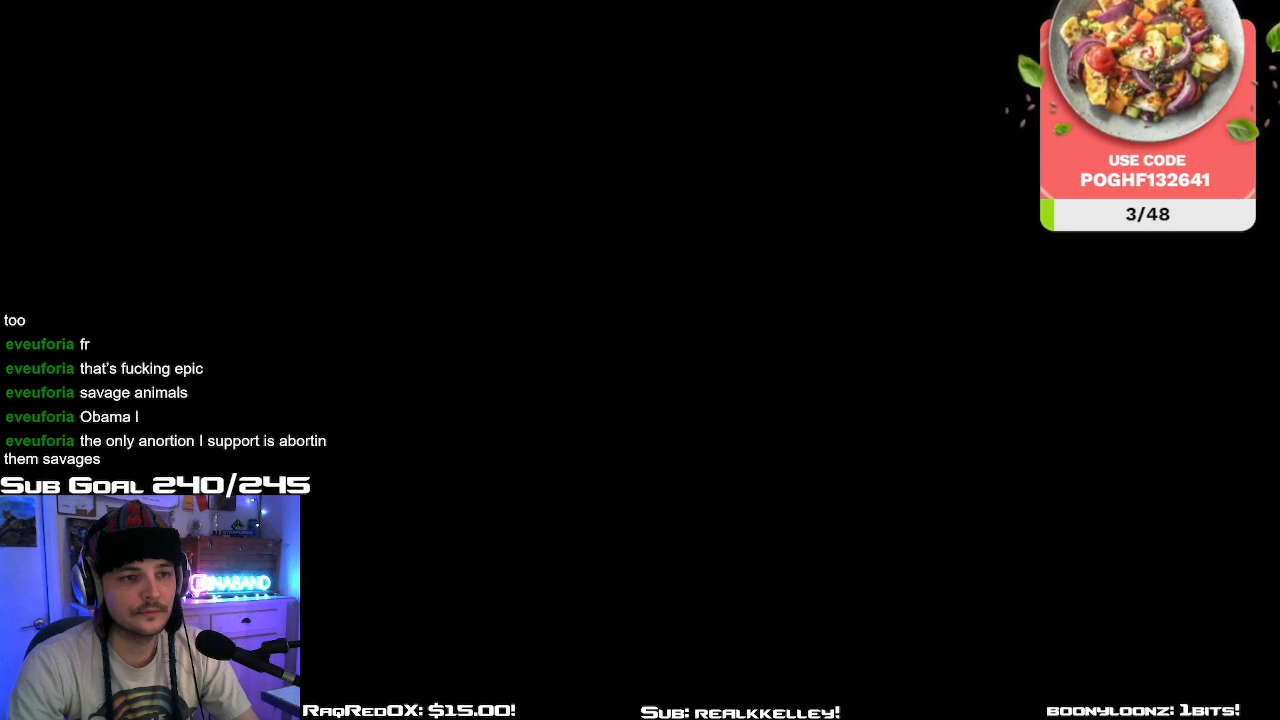 USE CODE
POGHF132641
3/48
too
eveuforia fr
eveuforia that's fucking epic
eveuforia savage animals
eveuforia Obama I
eveuforia the only anortion I support is abortin
them savages
Sub Goal 240/245
RaqRedOX: $15.00!
Sub: realkkelley!
boonyloonz: 1bits!